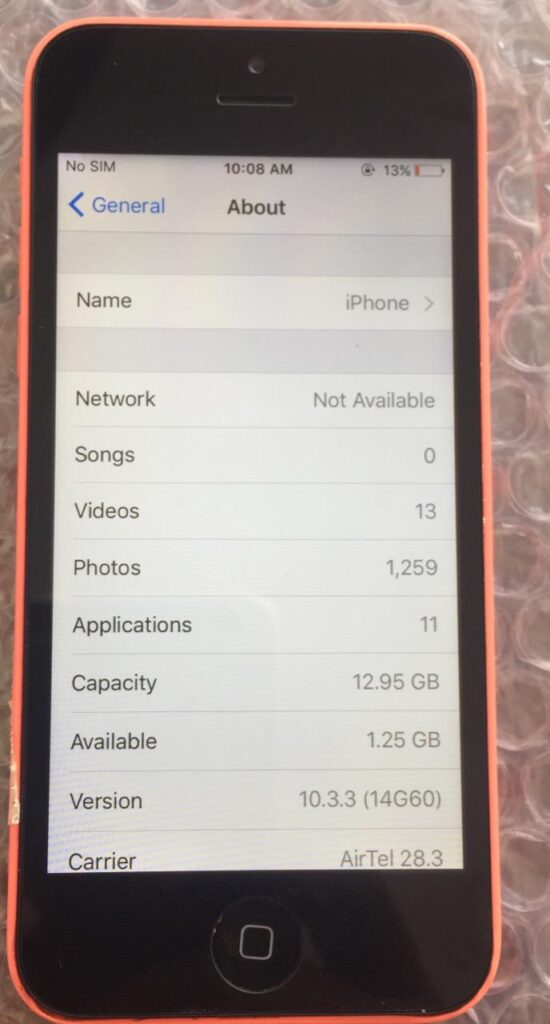 No SIM 10:08 AM 13%
General About
Name iPhone
Network Not Available
Songs 0
Videos 13
Photos 1,259
Applications 11
Capacity 12.95 GB
Available 1.25 GB
Version 10.3.3 (14G60)
Carrier AirTel 28.3